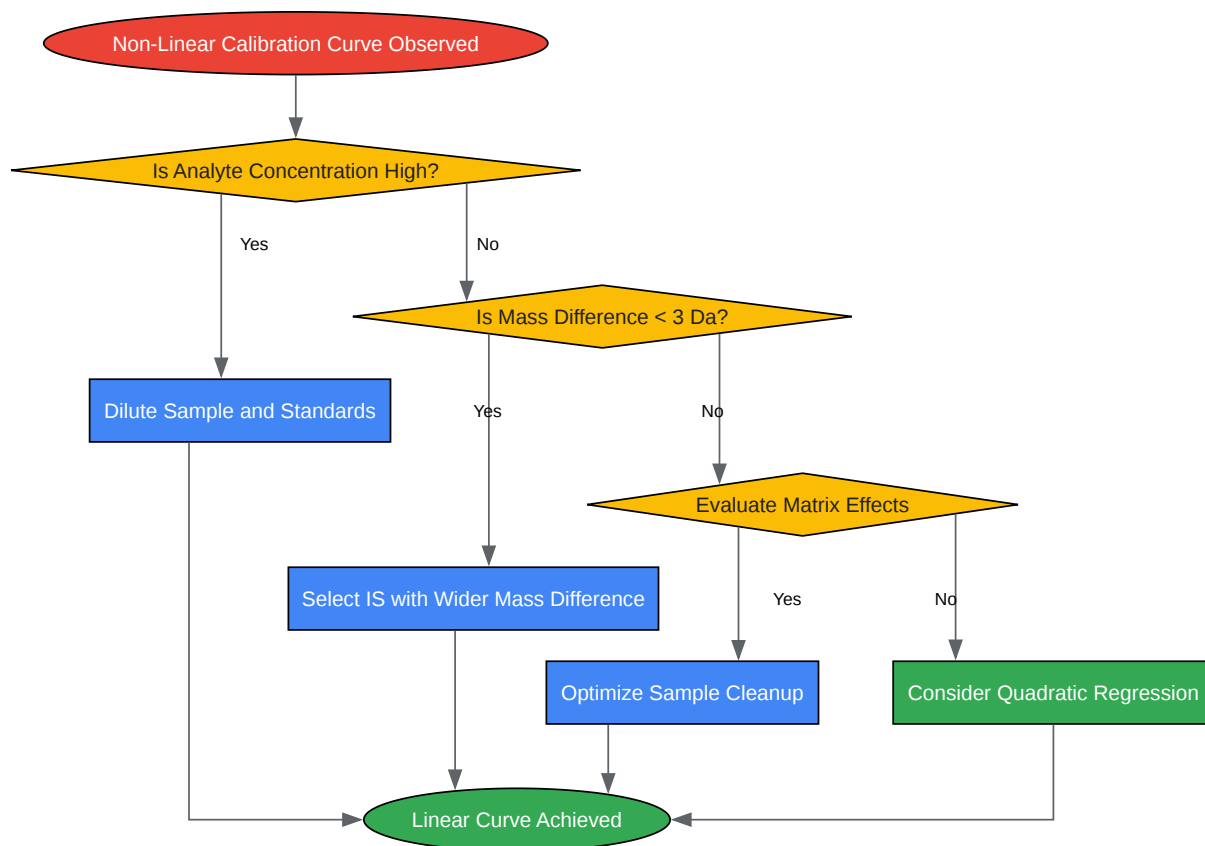 Non-Linear Calibration Curve Observed
Is Analyte Concentration High?
Yes
No
Is Mass Difference < 3 Da?
Dilute Sample and Standards
Yes
No
Evaluate Matrix Effects
Select IS with Wider Mass Difference
Yes
No
Optimize Sample Cleanup
Consider Quadratic Regression
Linear Curve Achieved